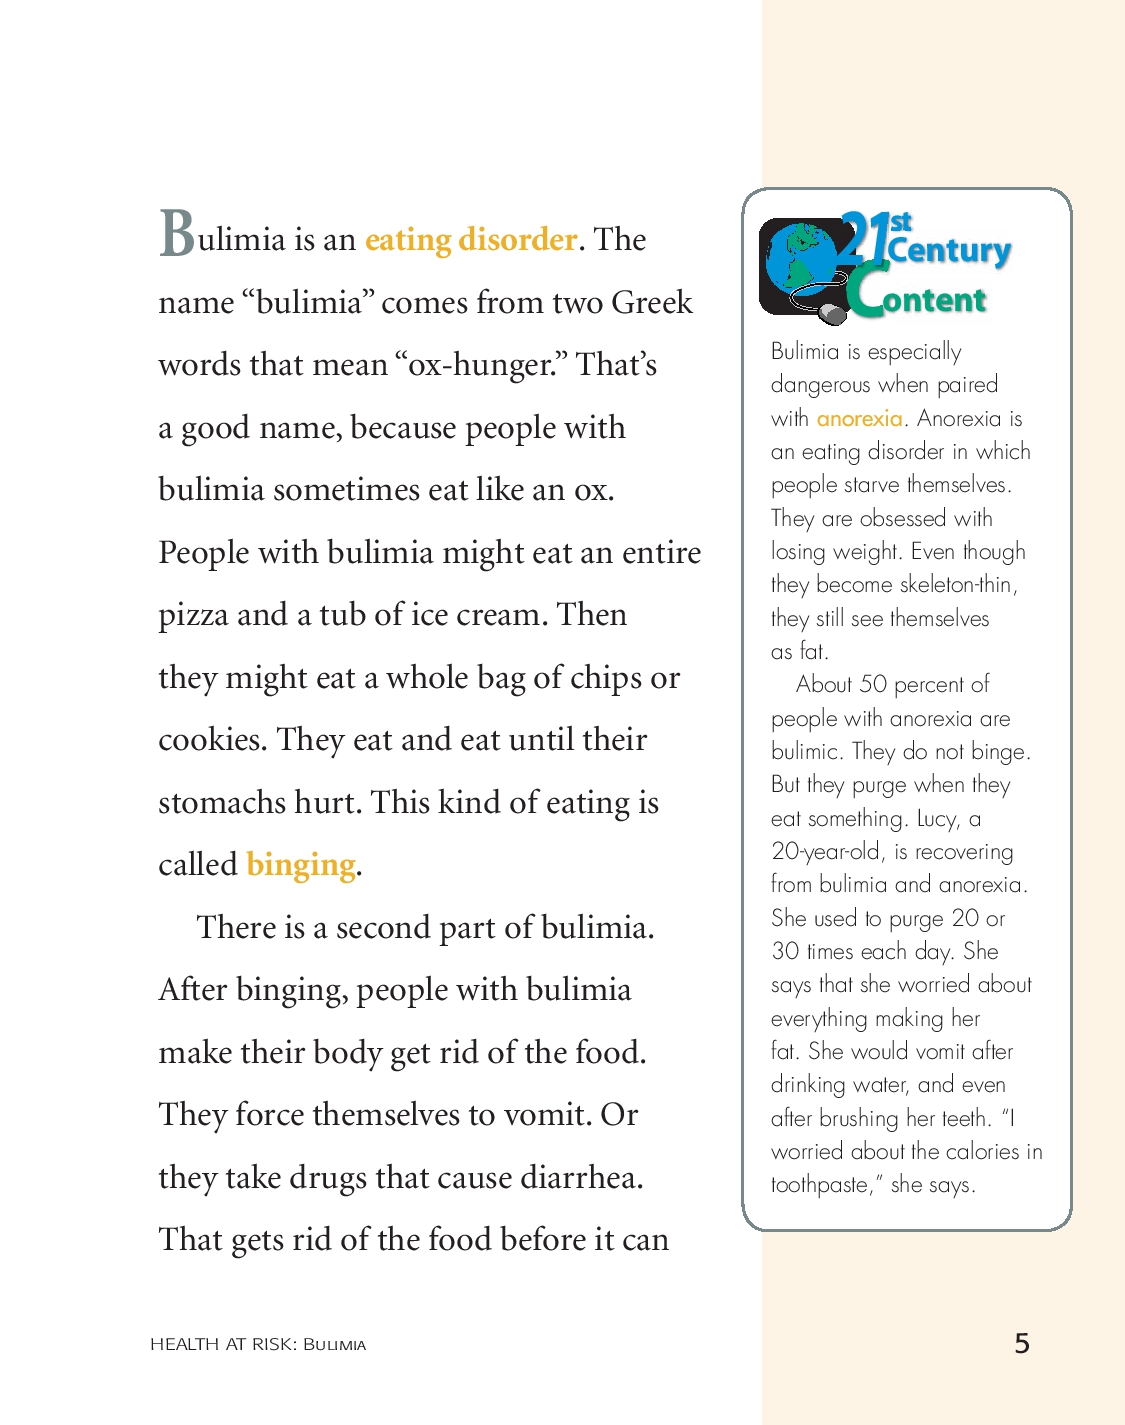 Bulimia is an eating disorder. The
name “bulimia” comes from two Greek
words that mean “ox-hunger.” That’s
a good name, because people with
bulimia sometimes eat like an ox.
People with bulimia might eat an entire
pizza and a tub of ice cream. Then
they might eat a whole bag of chips or
cookies. They eat and eat until their
stomachs hurt. This kind of eating is
called binging.
There is a second part of bulimia.
After binging, people with bulimia
make their body get rid of the food.
They force themselves to vomit. Or
they take drugs that cause diarrhea.
That gets rid of the food before it can
21st
Century
Content
Bulimia is especially
dangerous when paired
with anorexia. Anorexia is
an eating disorder in which
people starve themselves.
They are obsessed with
losing weight. Even though
they become skeleton-thin,
they still see themselves
as fat.
About 50 percent of
people with anorexia are
bulimic. They do not binge.
But they purge when they
eat something. Lucy, a
20-year-old, is recovering
from bulimia and anorexia.
She used to purge 20 or
30 times each day. She
says that she worried about
everything making her
fat. She would vomit after
drinking water, and even
after brushing her teeth. “I
worried about the calories in
toothpaste,” she says.
HEALTH AT RISK: BULIMIA
5